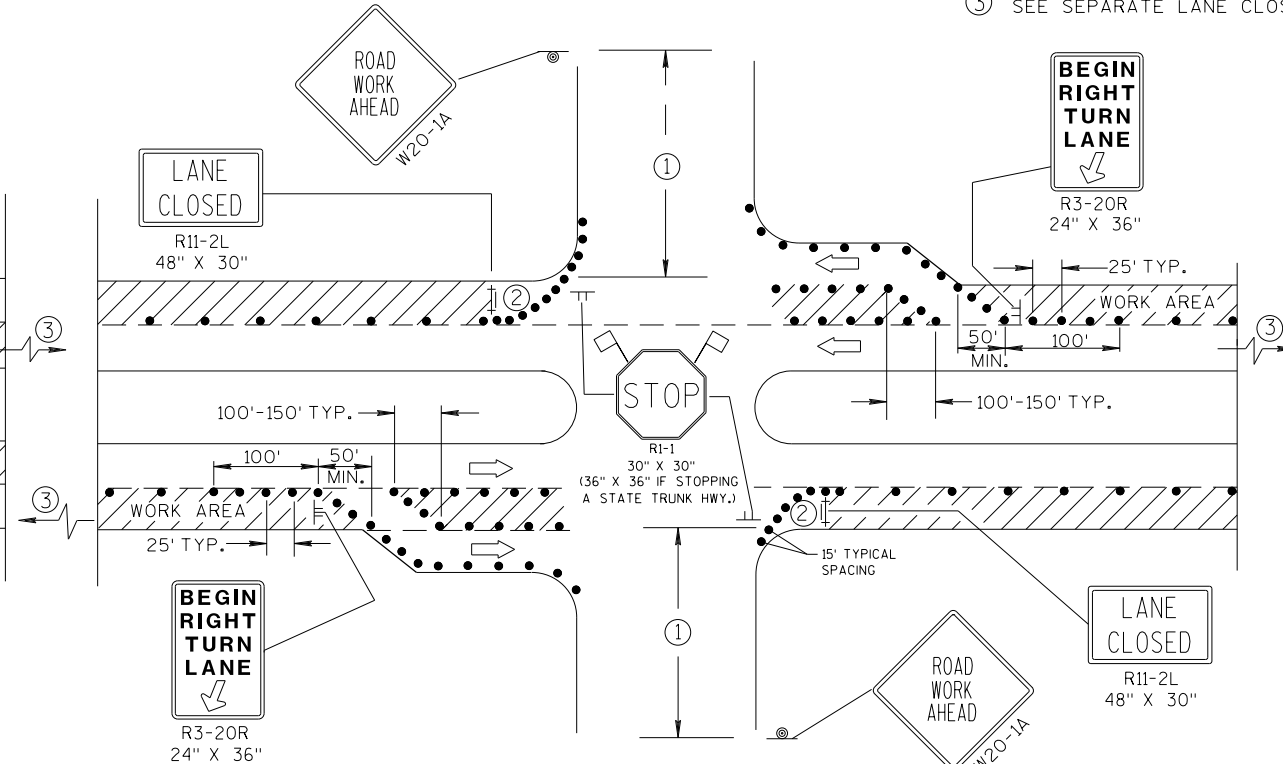 ③ SEE SEPARATE LANE CLOS
ROAD
WORK
AHEAD
W20-1A
BEGIN
RIGHT
TURN
LANE
R3-20R
24" X 36"
①
LANE
CLOSED
R11-2L
48" X 30"
②
25' TYP.
WORK AREA
③
③
50'
MIN.
100'
STOP
R1-1
30" X 30"
(36" X 36" IF STOPPING
A STATE TRUNK HWY.)
100'-150' TYP.
100'-150' TYP.
100'
50'
MIN.
③
WORK AREA
②
25' TYP.
15' TYPICAL
SPACING
BEGIN
RIGHT
TURN
LANE
R3-20R
24" X 36"
①
LANE
CLOSED
R11-2L
48" X 30"
ROAD
WORK
AHEAD
W20-1A